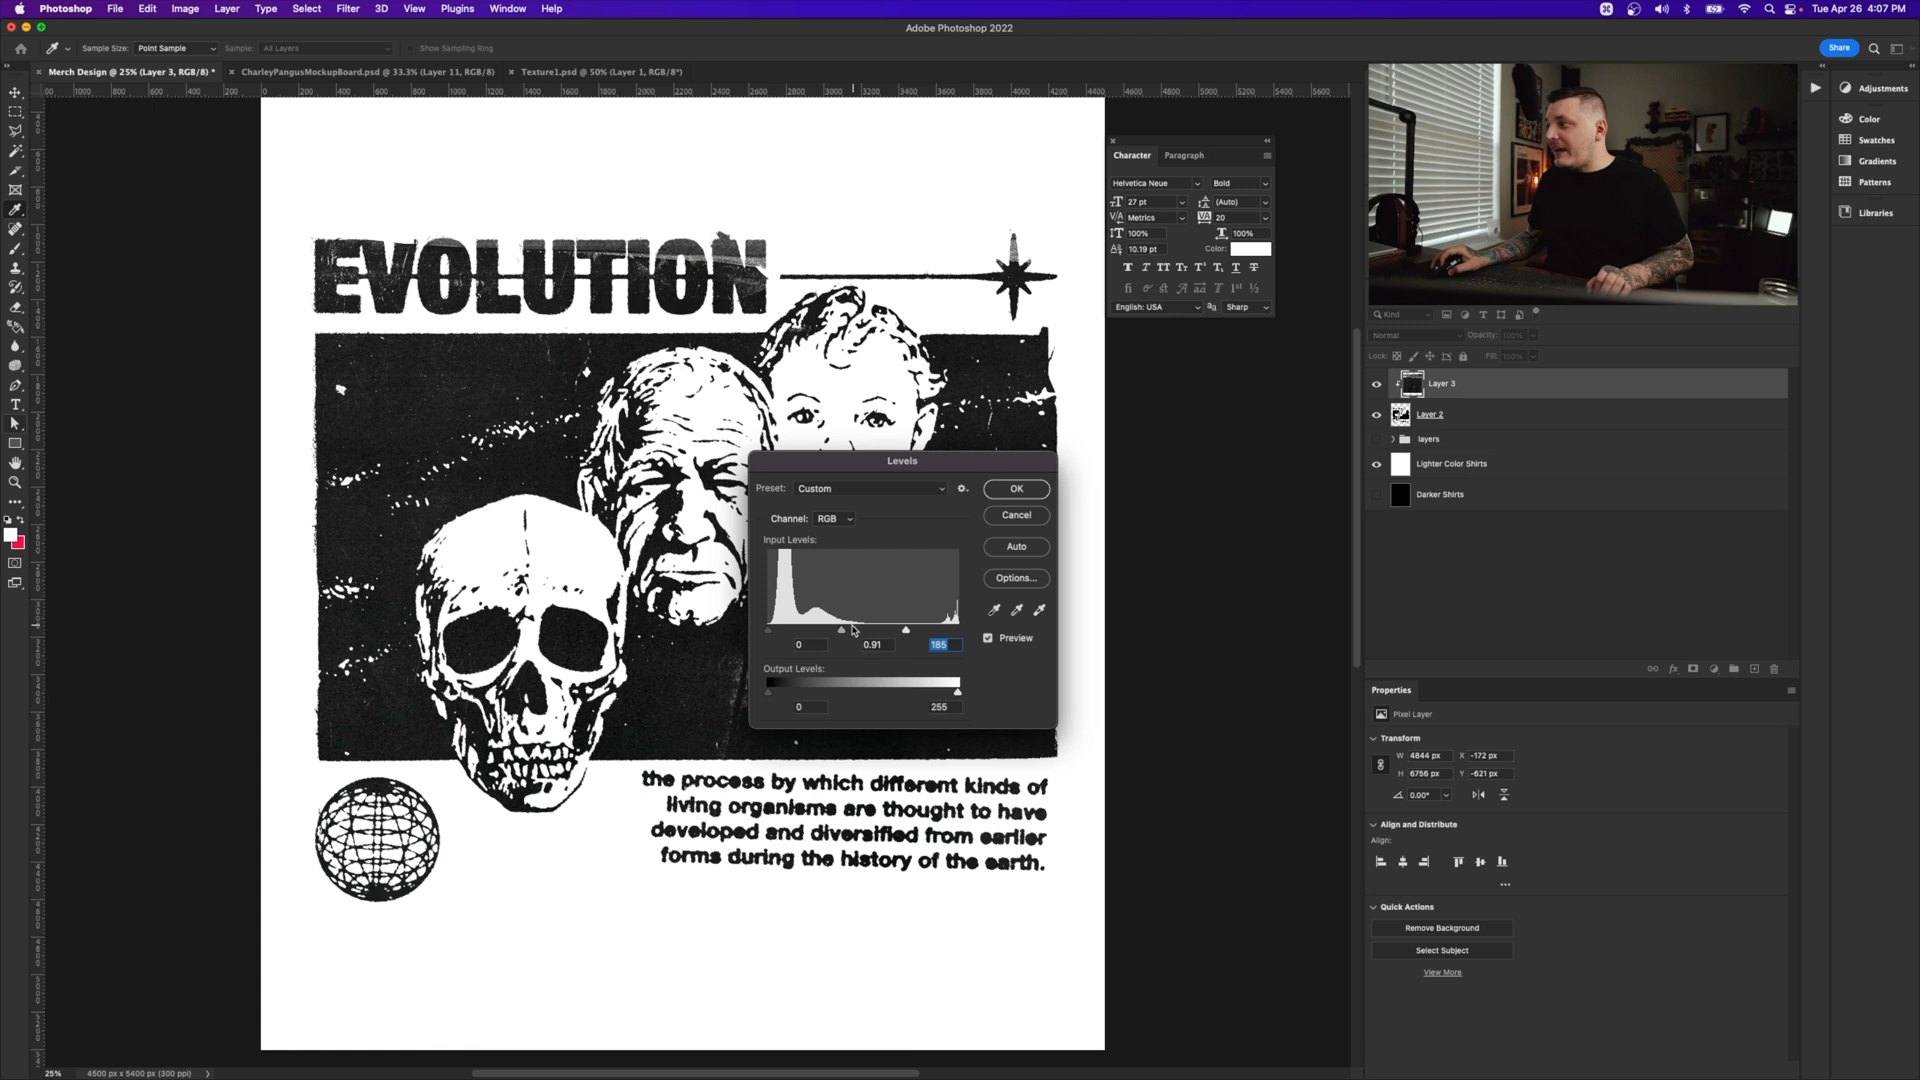 Photoshop File Edit Image Layer Type Select Filter 3D View Plugins Window Help Tue Apr 26 4:07 PM
Adobe Photoshop 2022
Sample Size: Point Sample Sample: All Layers Show Sampling Ring Share
Merch Design @ 25% (Layer 3, RGB/8) * CharleyPangusMockupBoard.psd @ 33.3% (Layer 11, RGB/8) Texture1.psd @ 50% (Layer 1, RGB/8*)
EVOLUTION
the process by which different kinds of
living organisms are thought to have
developed and diversified from earlier
forms during the history of the earth.
Character Paragraph
Helvetica Neue Bold
27 pt (Auto)
Metrics 20
100% 100%
10.19 pt Color:
English: USA Sharp
Levels
Preset: Custom OK
Channel: RGB Cancel
Input Levels: Auto
Options...
0 0.91 185 Preview
Output Levels:
0 255
Adjustments
Color
Swatches
Gradients
Patterns
Libraries
Kind
Normal Opacity: 100%
Lock: Fill: 100%
Layer 3
Layer 2
layers
Lighter Color Shirts
Darker Shirts
Properties
Pixel Layer
Transform
W 4844 px X -172 px
H 6756 px Y -621 px
0.00°
Align and Distribute
Align:
Quick Actions
Remove Background
Select Subject
View More
25% 4500 px x 5400 px (300 ppi)